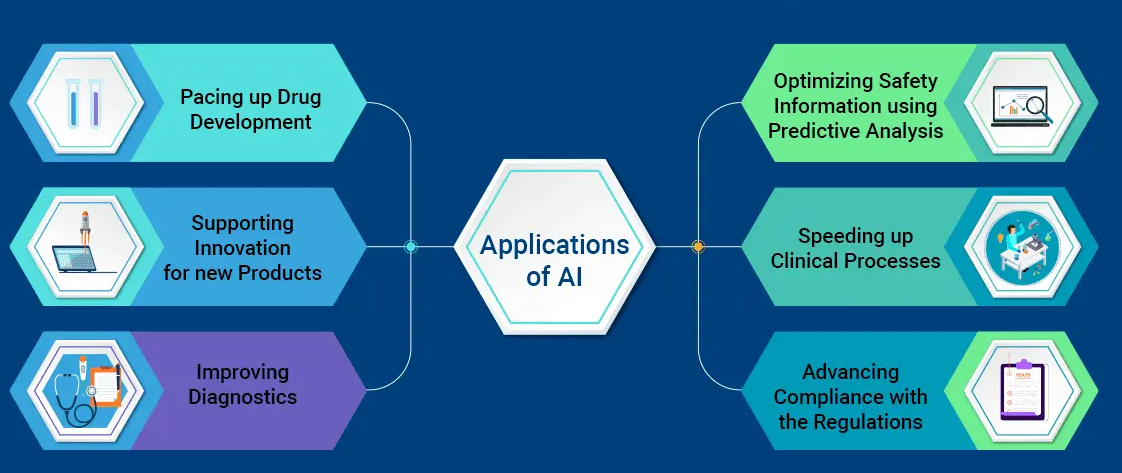 Pacing up Drug
Development
Supporting
Innovation
for new Products
Improving
Diagnostics
Applications
of AI
Optimizing Safety
Information using
Predictive Analysis
Speeding up
Clinical Processes
Advancing
Compliance with
the Regulations